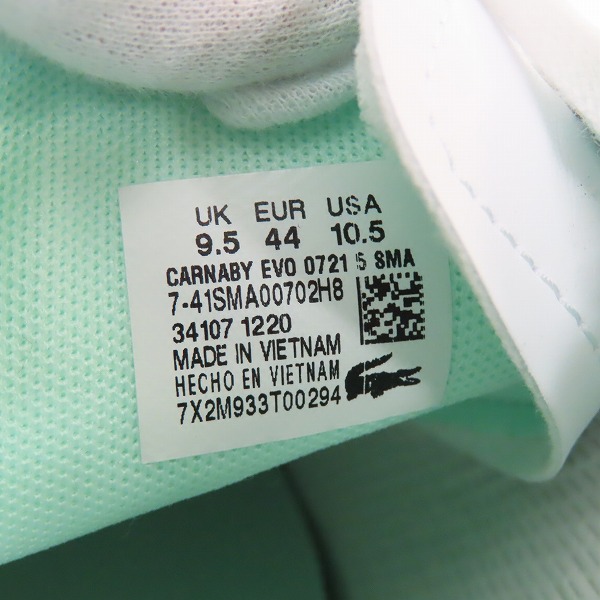 UK EUR USA
9.5 44 10.5
CARNABY EVO 0721 5 SMA
7-41SMA00702H8
34107 1220
MADE IN VIETNAM
HECHO EN VIETNAM
7X2M933T00294